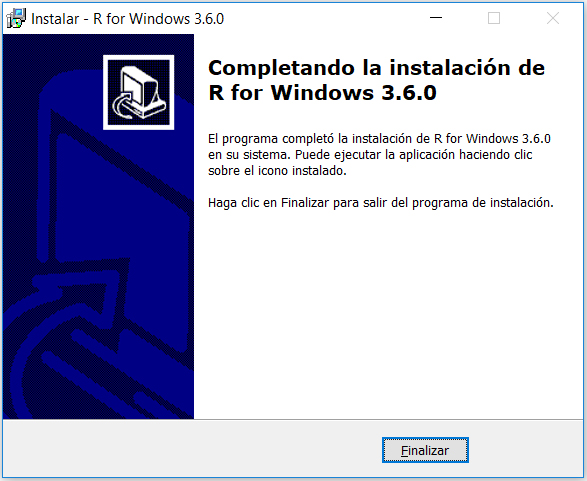 Instalar - R for Windows 3.6.0
Completando la instalación de
R for Windows 3.6.0
El programa completó la instalación de R for Windows 3.6.0
en su sistema. Puede ejecutar la aplicación haciendo clic
sobre el icono instalado.
Haga clic en Finalizar para salir del programa de instalación.
Finalizar